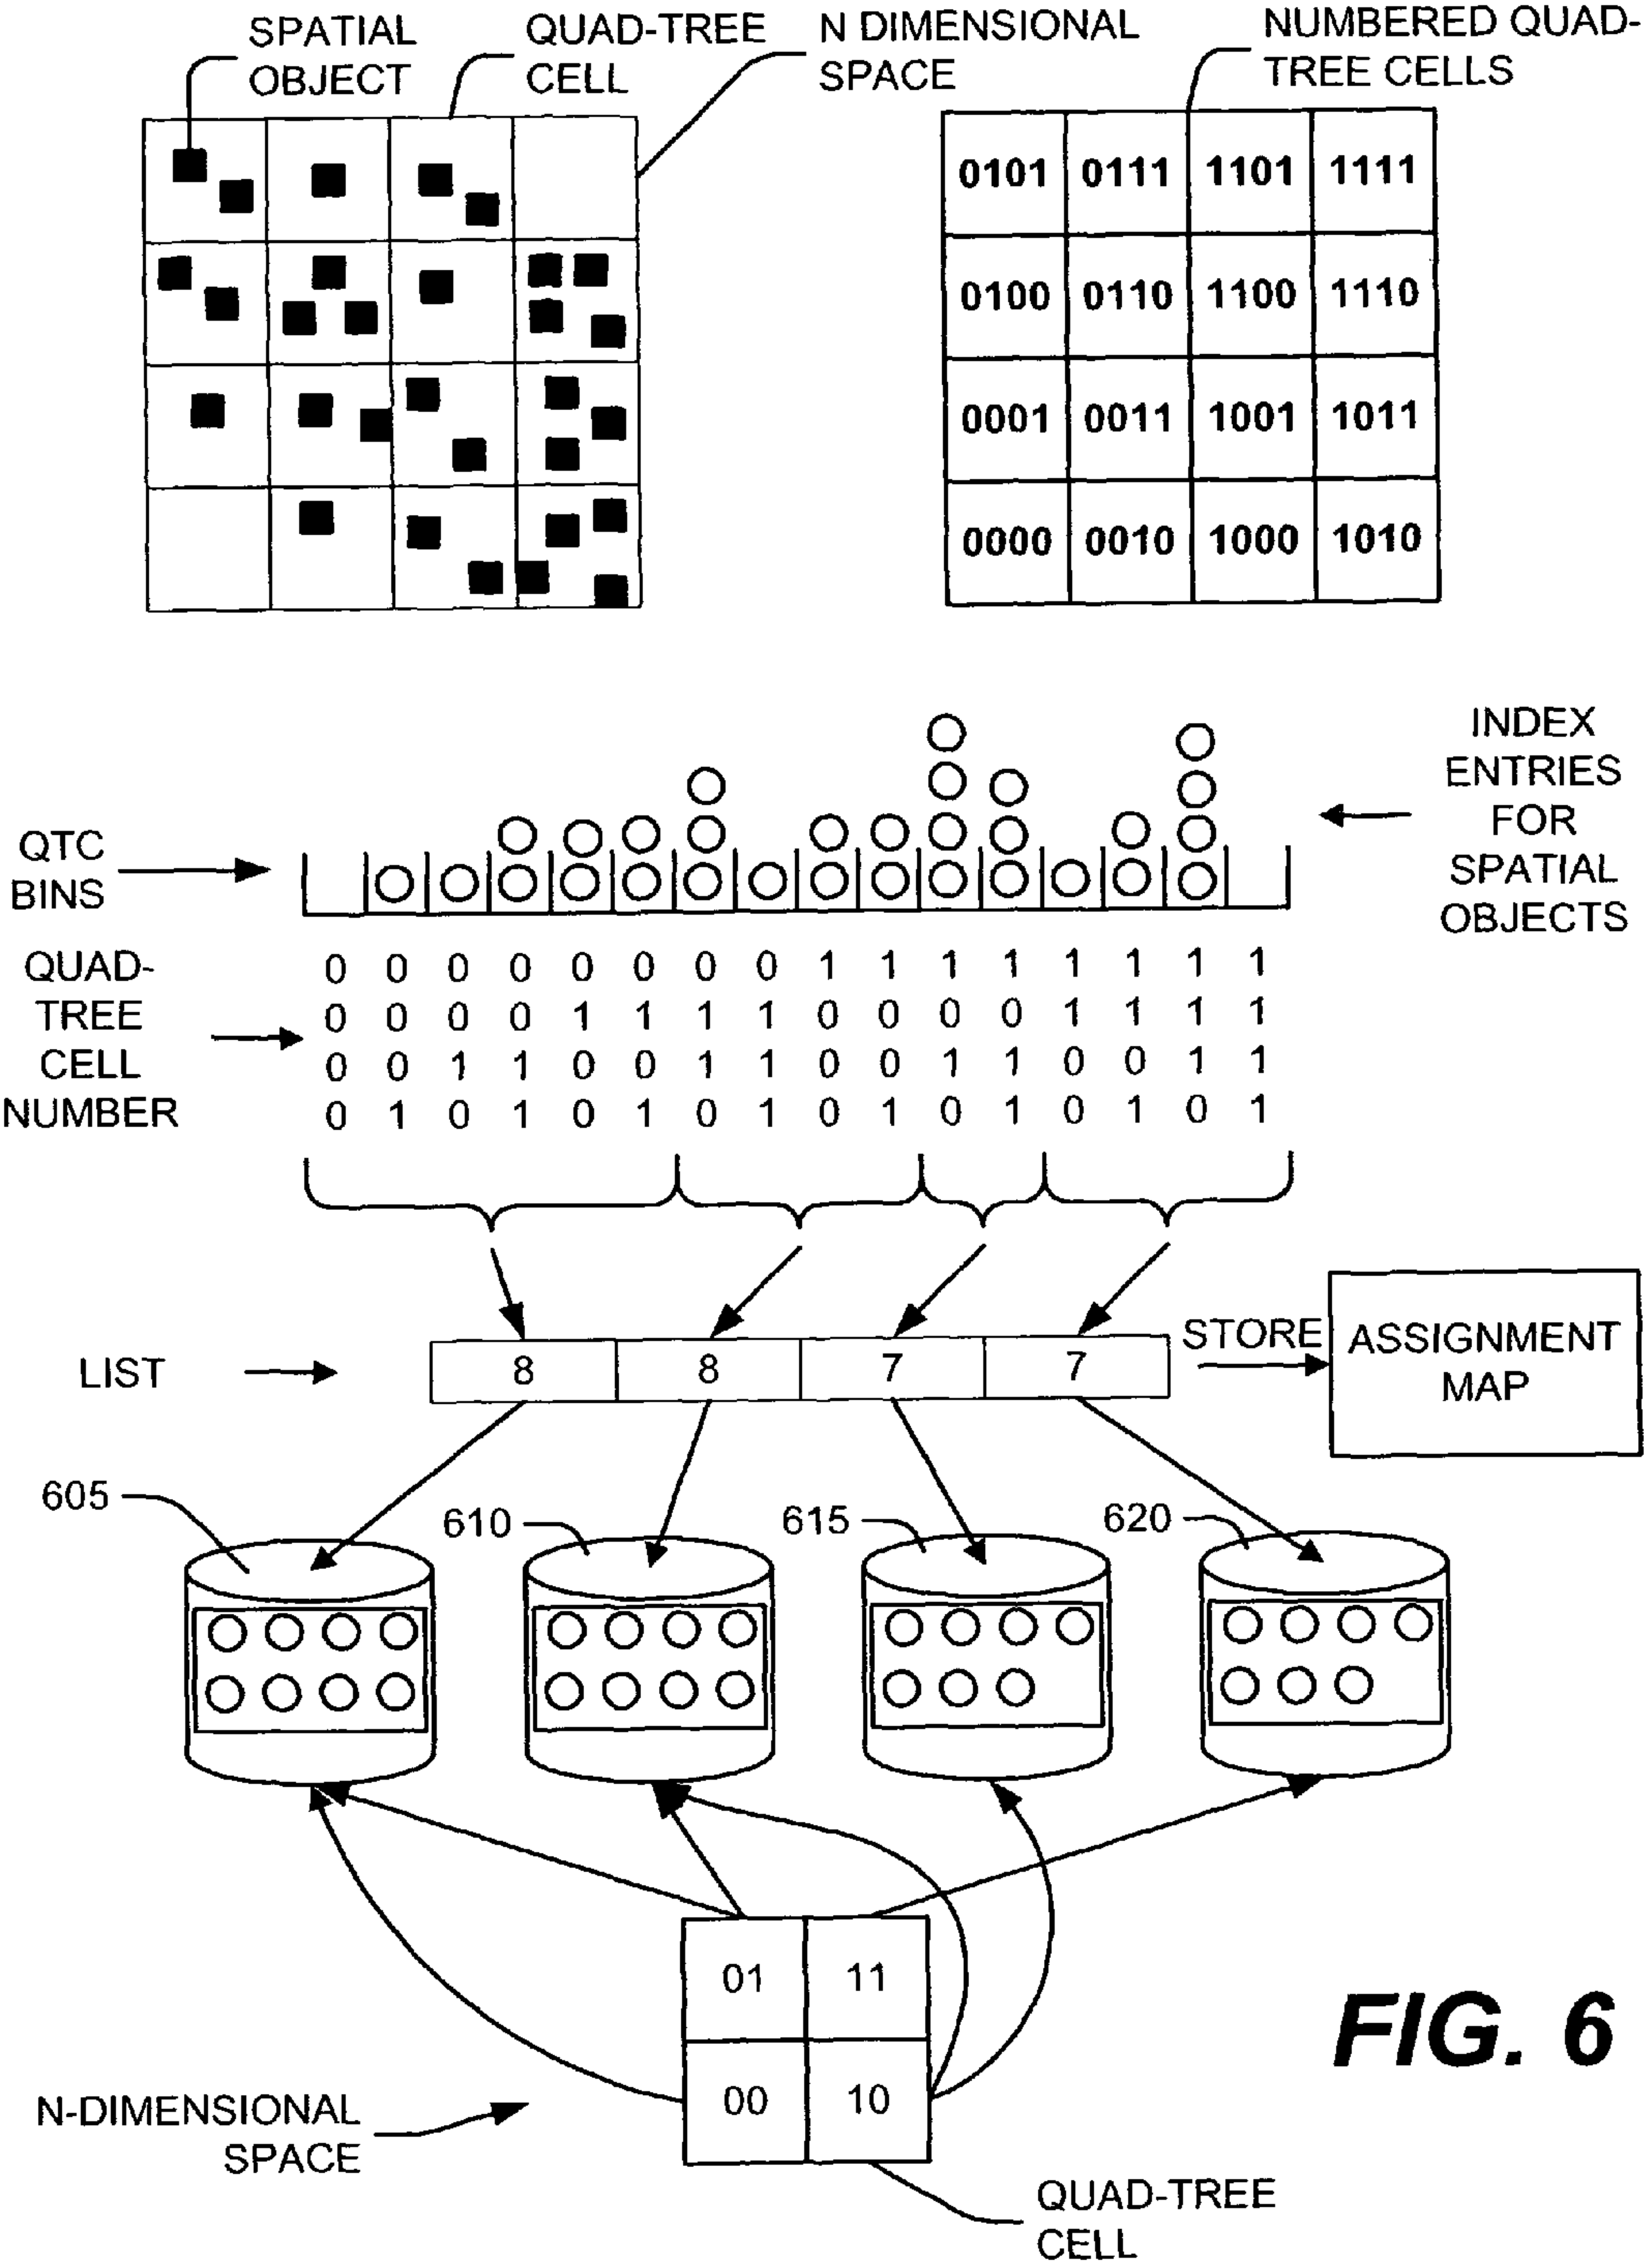 SPATIAL
OBJECT
QUAD-TREE
CELL
N DIMENSIONAL
SPACE
NUMBERED QUAD-
TREE CELLS
0101 0111 1101 1111
0100 0110 1100 1110
0001 0011 1001 1011
0000 0010 1000 1010
QTC
BINS
INDEX
ENTRIES
FOR
SPATIAL
OBJECTS
QUAD-
TREE
CELL
NUMBER
0 0 0 0 0 0 0 0 1 1 1 1 1 1 1 1
0 0 0 0 1 1 1 1 0 0 0 0 1 1 1 1
0 0 1 1 0 0 1 1 0 0 1 1 0 0 1 1
0 1 0 1 0 1 0 1 0 1 0 1 0 1 0 1
LIST
8 8 7 7
STORE
ASSIGNMENT
MAP
605
610
615
620
01 11
00 10
N-DIMENSIONAL
SPACE
QUAD-TREE
CELL
FIG. 6